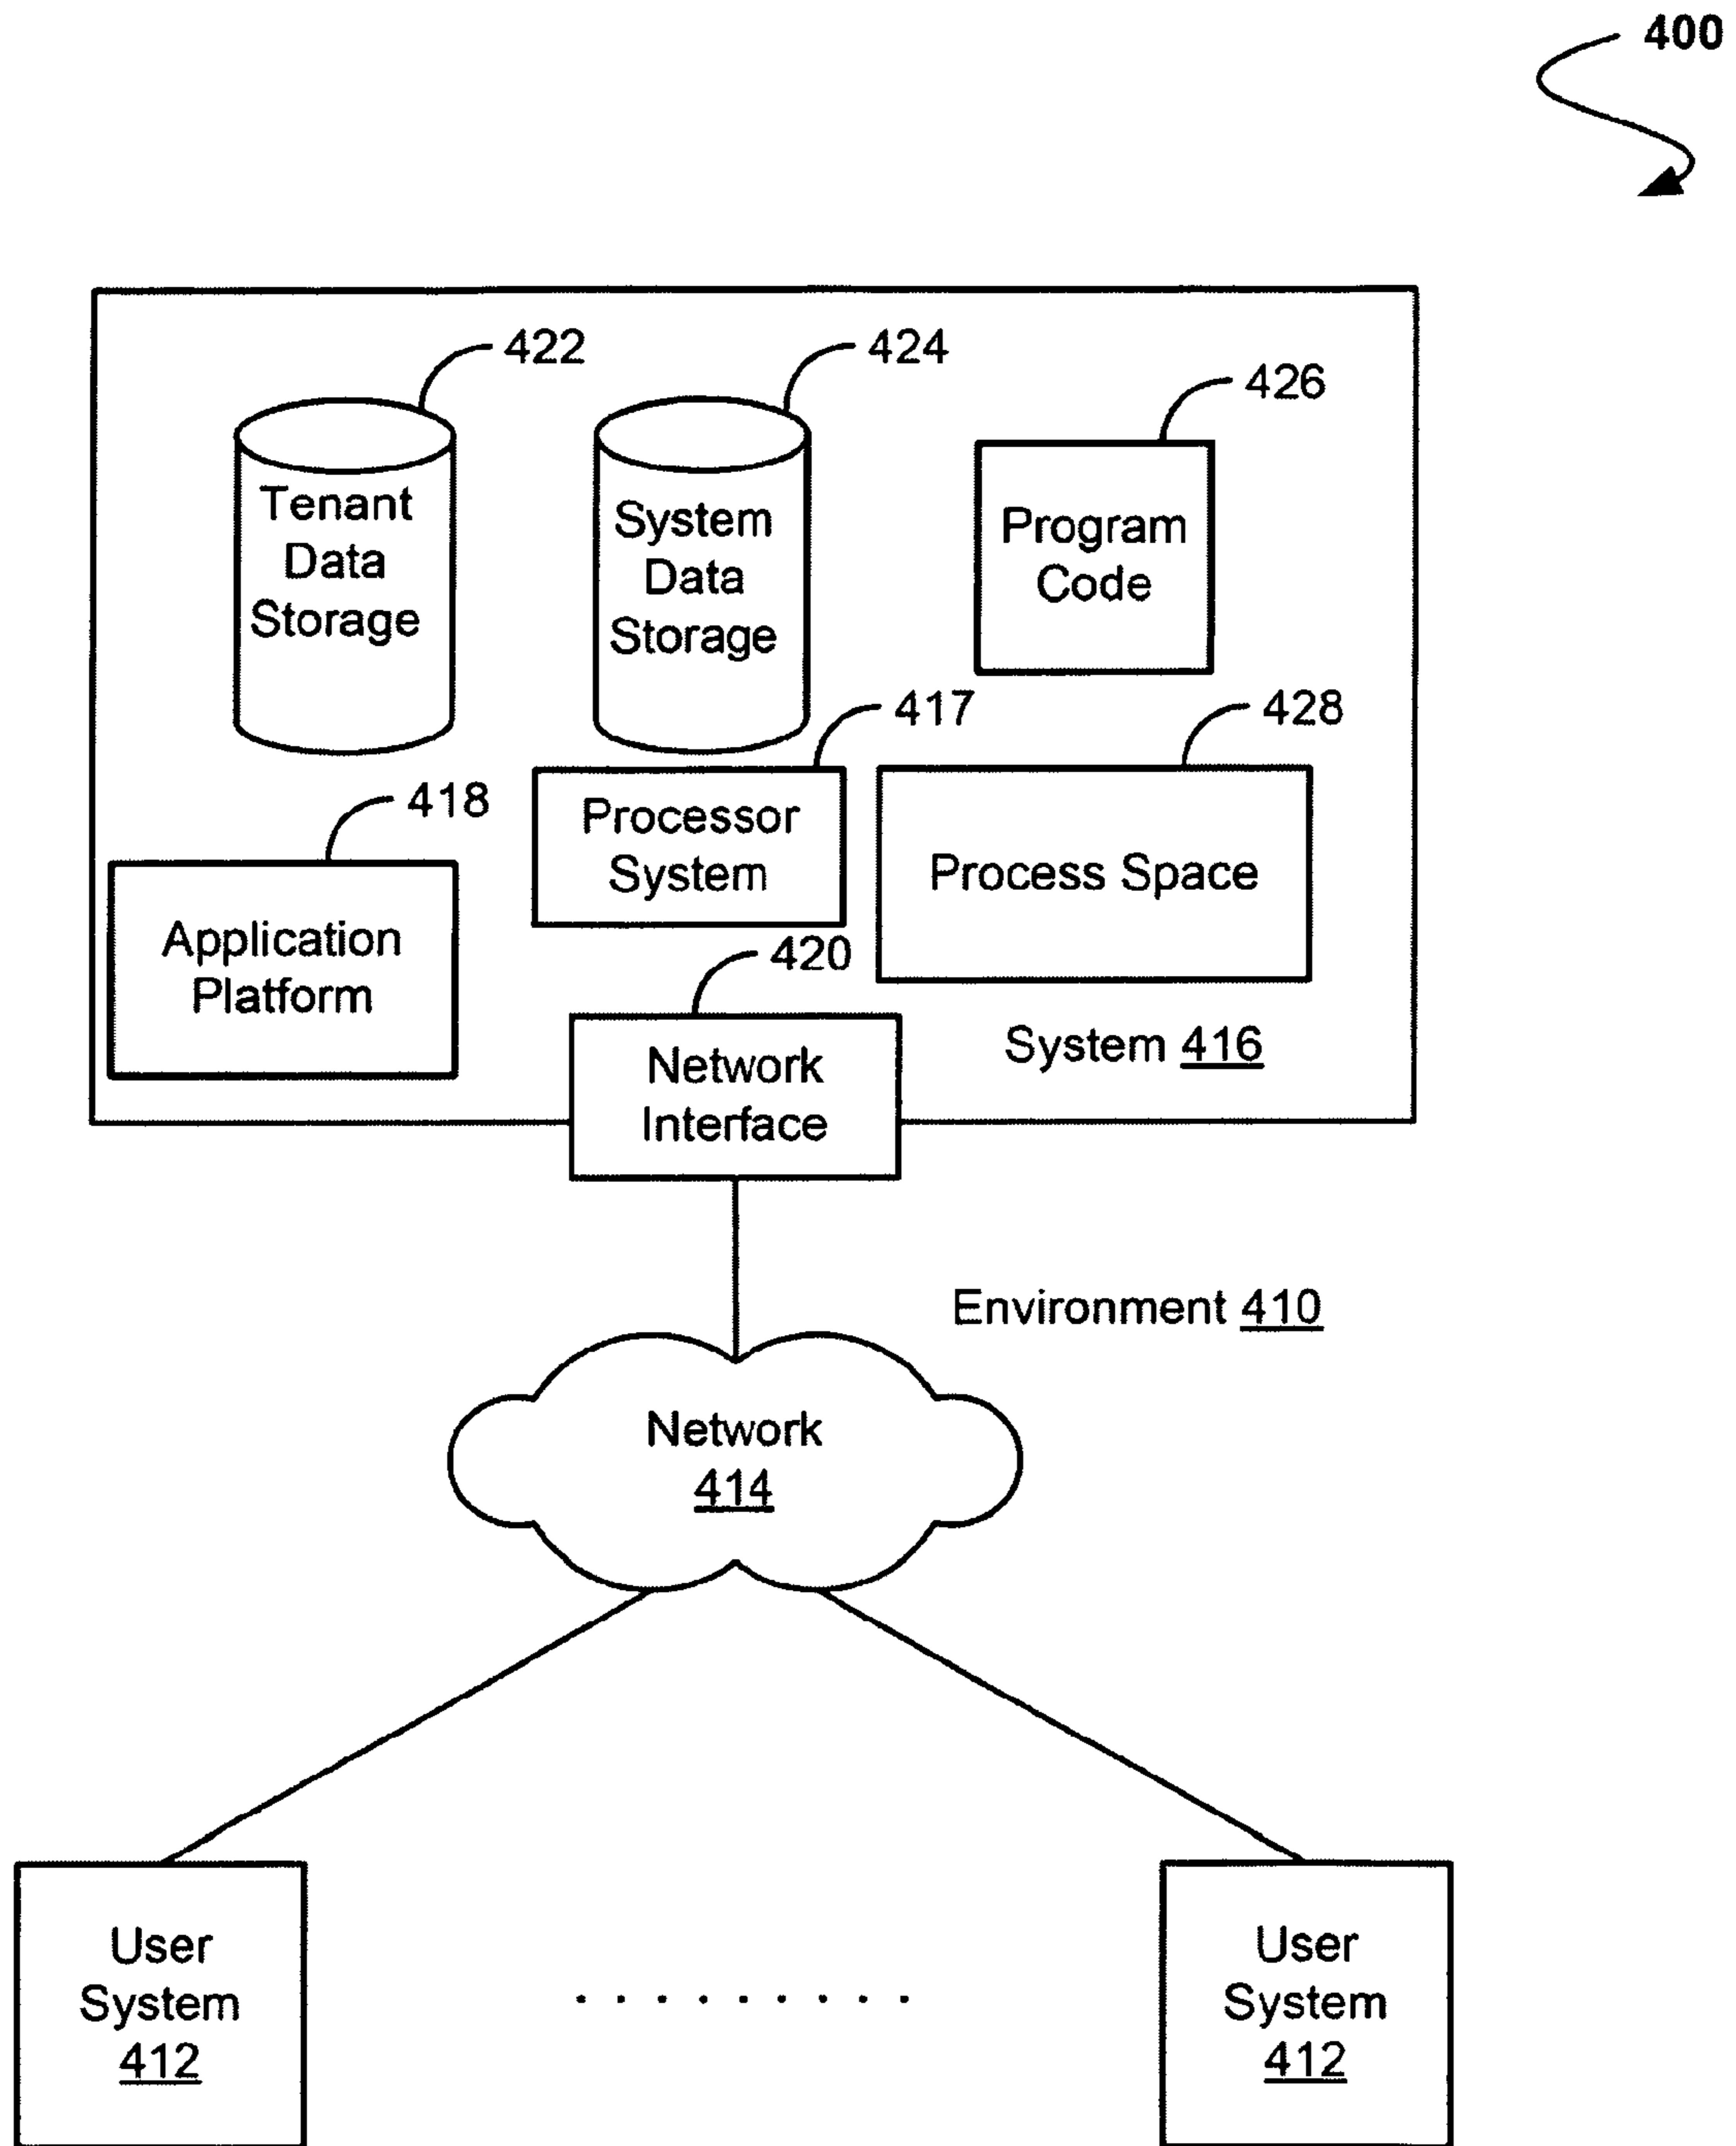 400
422
424
426
Tenant
Data
Storage
System
Data
Storage
Program
Code
417
428
418
Processor
System
Process Space
Application
Platform
420
System 416
Network
Interface
Environment 410
Network
414
User
System
412
User
System
412